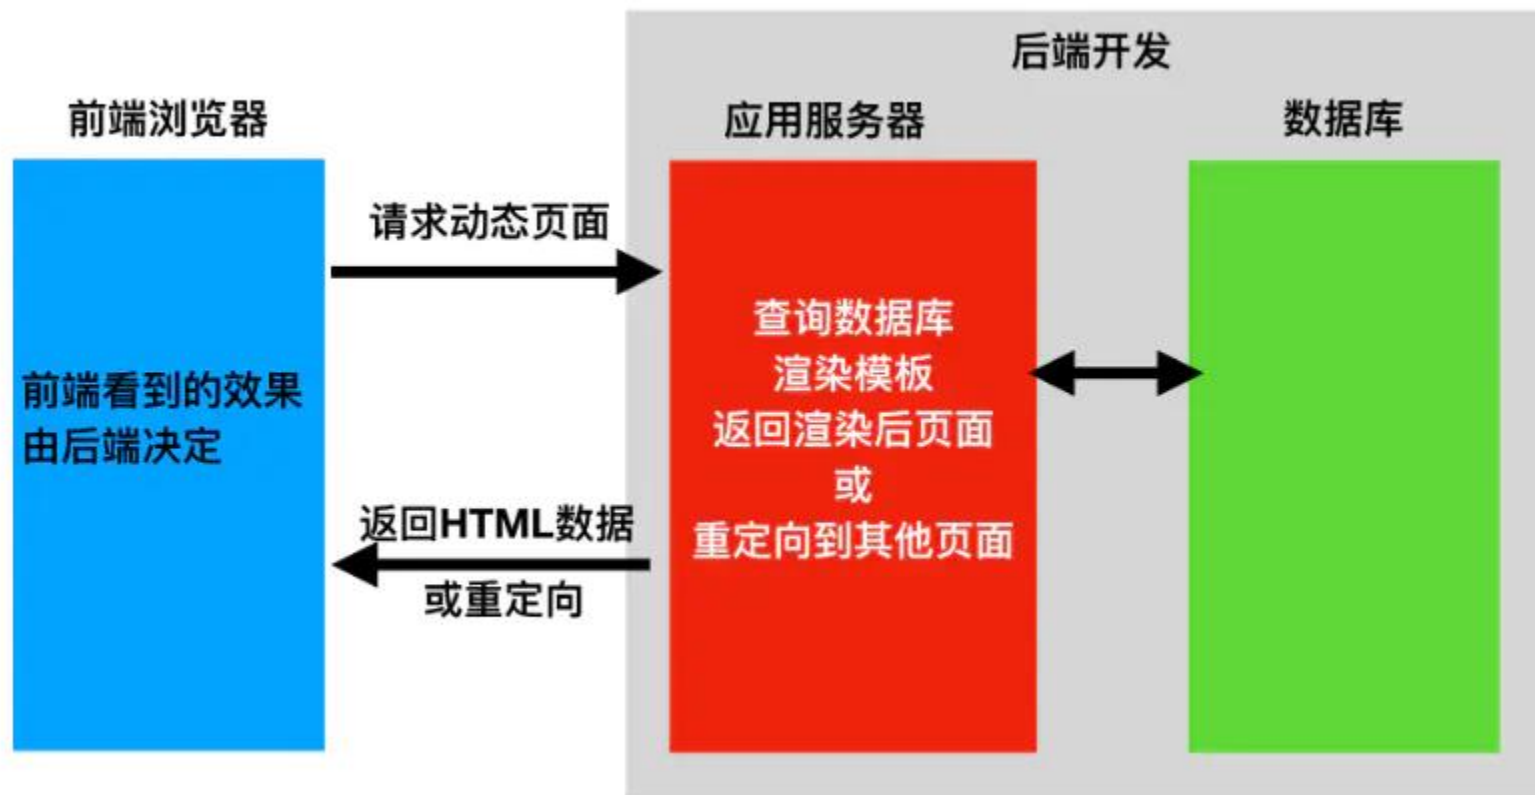 后端开发
前端浏览器
应用服务器
数据库
请求动态页面
查询数据库
渲染模板
返回渲染后页面
或
重定向到其他页面
前端看到的效果
由后端决定
返回HTML数据
或重定向